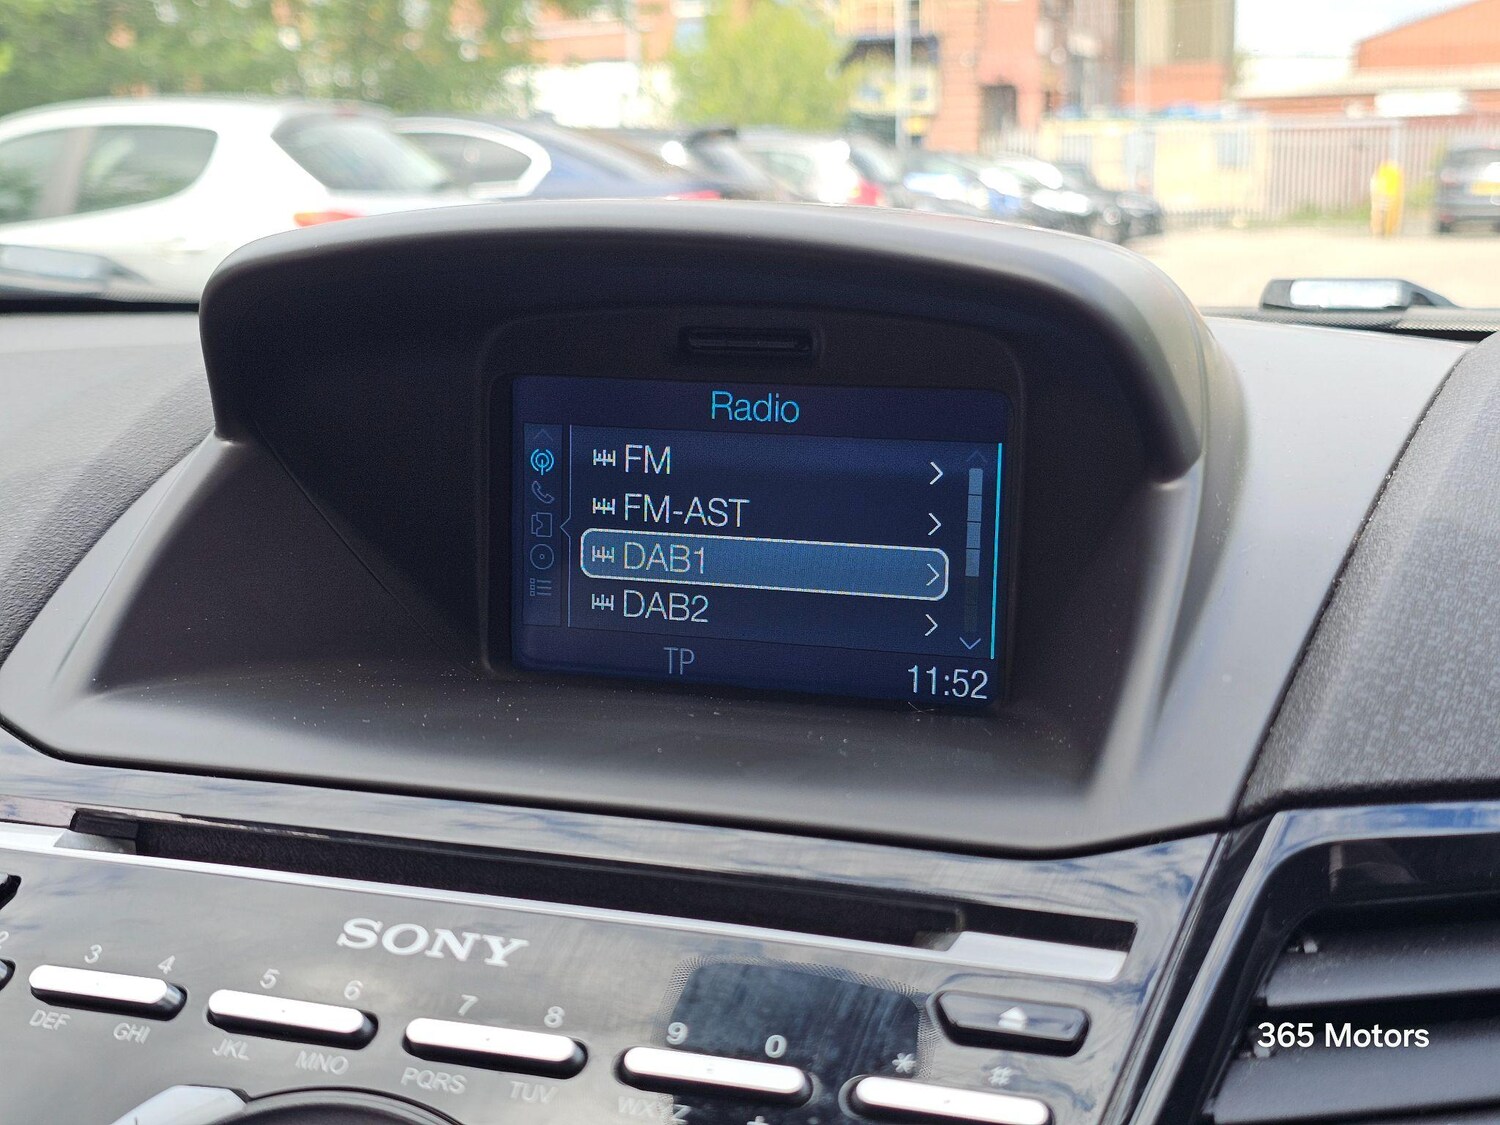 Radio
FM
FM-AST
DAB1
DAB2
TP
11:52
SONY
2 3 4 5 6 7 8 9 0 * #
DEF GHI JKL MNO PQRS TUV WXYZ +
365 Motors